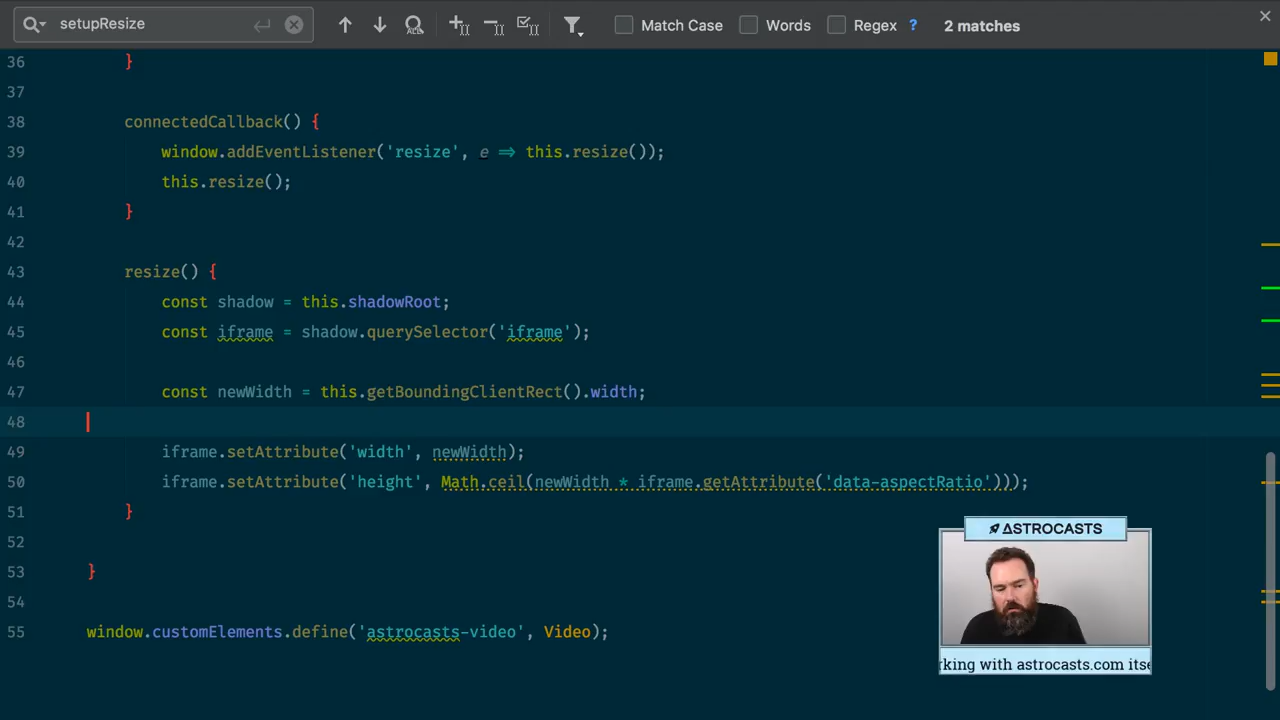 setupResize
ALL
Match Case
Words
Regex
?
2 matches
36 }
37
38 connectedCallback() {
39 window.addEventListener('resize', e => this.resize());
40 this.resize();
41 }
42
43 resize() {
44 const shadow = this.shadowRoot;
45 const iframe = shadow.querySelector('iframe');
46
47 const newWidth = this.getBoundingClientRect().width;
48
49 iframe.setAttribute('width', newWidth);
50 iframe.setAttribute('height', Math.ceil(newWidth * iframe.getAttribute('data-aspectRatio')));
51 }
52
53 }
54
55 window.customElements.define('astrocasts-video', Video);
ΔSTROCASTS
rking with astrocasts.com itse